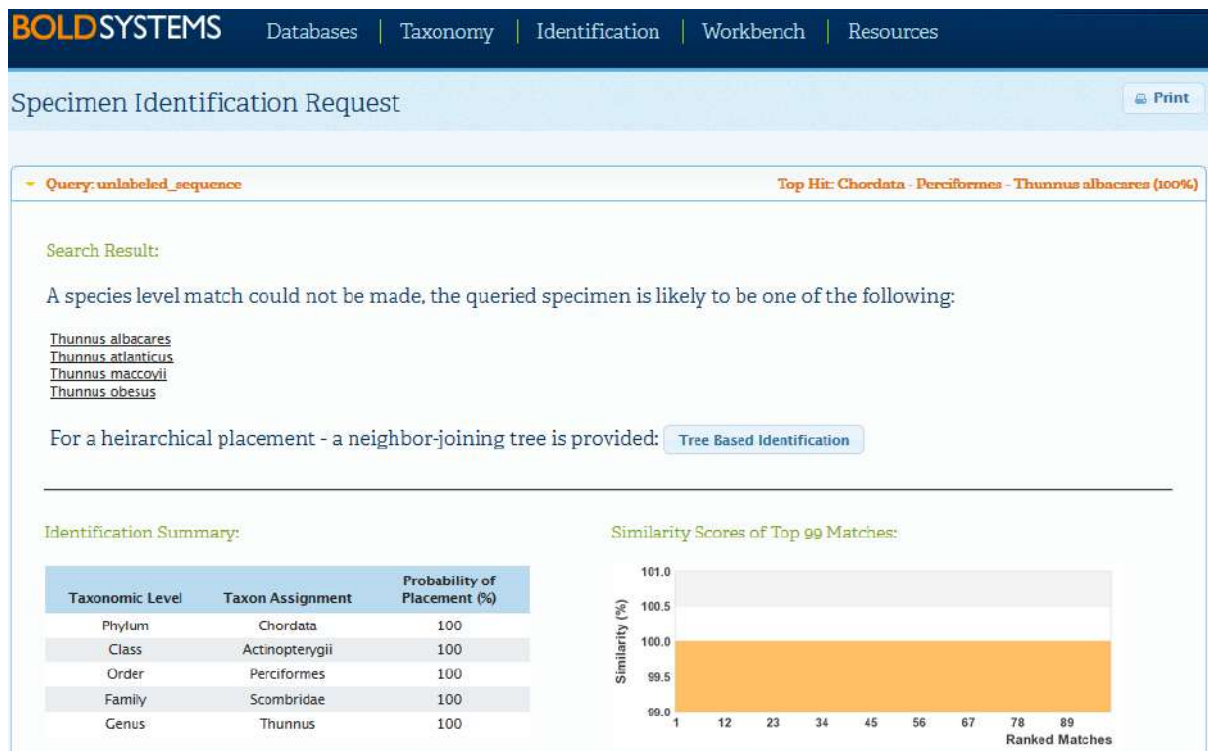 BOLDSYSTEMS Databases | Taxonomy | Identification | Workbench | Resources
Specimen Identification Request
Print
Query: unlabeled_sequence
Top Hit: Chordata - Perciformes - Thunnus albacares (100%)
Search Result:
A species level match could not be made, the queried specimen is likely to be one of the following:
Thunnus albacares
Thunnus atlanticus
Thunnus maccoyii
Thunnus obesus
For a heirarchical placement - a neighbor-joining tree is provided: Tree Based Identification
Identification Summary:
Taxonomic Level Taxon Assignment Probability of Placement (%)
Phylum Chordata 100
Class Actinopterygii 100
Order Perciformes 100
Family Scombridae 100
Genus Thunnus 100
Similarity Scores of Top 99 Matches:
Similarity (%)
101.0
100.5
100.0
99.5
99.0
1 12 23 34 45 56 67 78 89
Ranked Matches